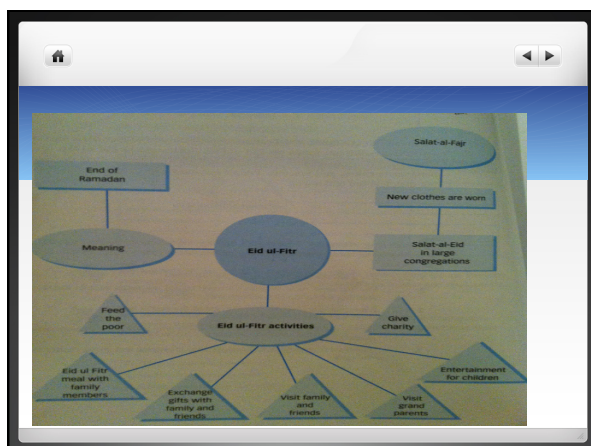 Salat-al-Fajr
End of
Ramadan
New clothes are worn
Meaning
Eid ul-Fitr
Salat-al-Eid
in large
congregations
Feed
the
poor
Eid ul-Fitr activities
Give
charity
Eid ul Fitr
meal with
family
members
Exchange
gifts with
family and
friends
Visit family
and
friends
Visit
grand
parents
Entertainment
for children